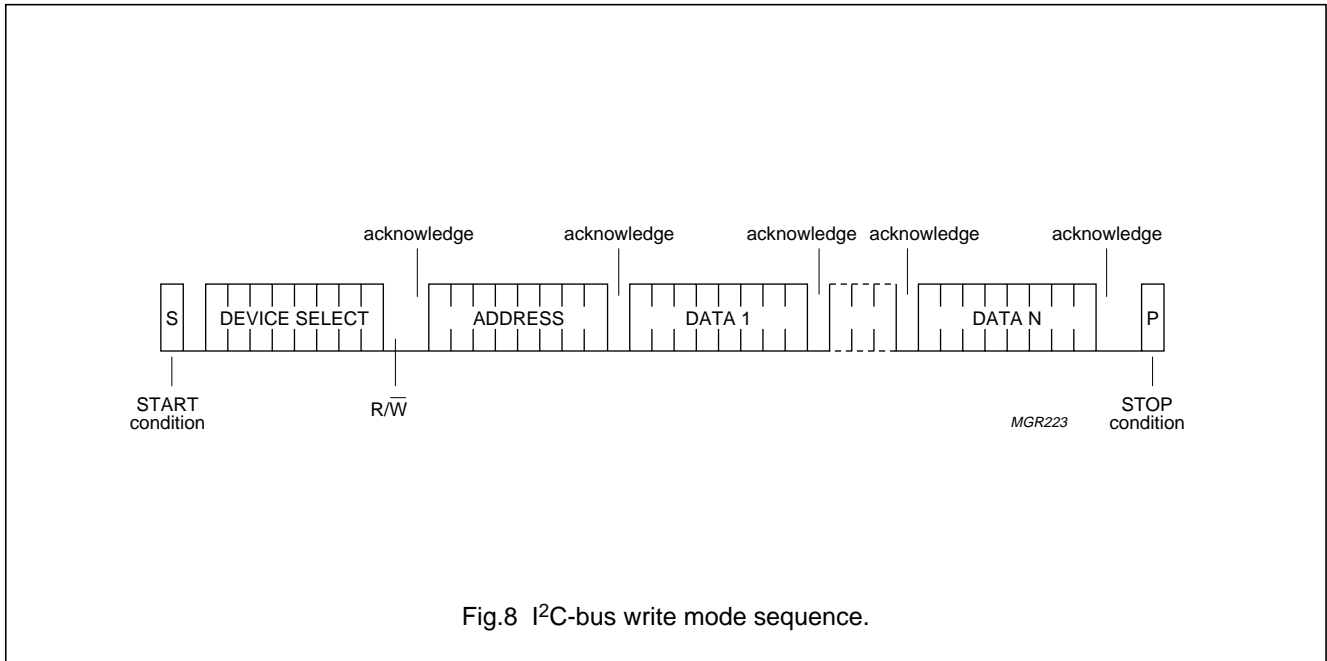 acknowledge acknowledge acknowledge acknowledge acknowledge
S DEVICE SELECT ADDRESS DATA 1 DATA N P
START
condition
R/W̅
MGR223
STOP
condition
Fig.8 I²C-bus write mode sequence.